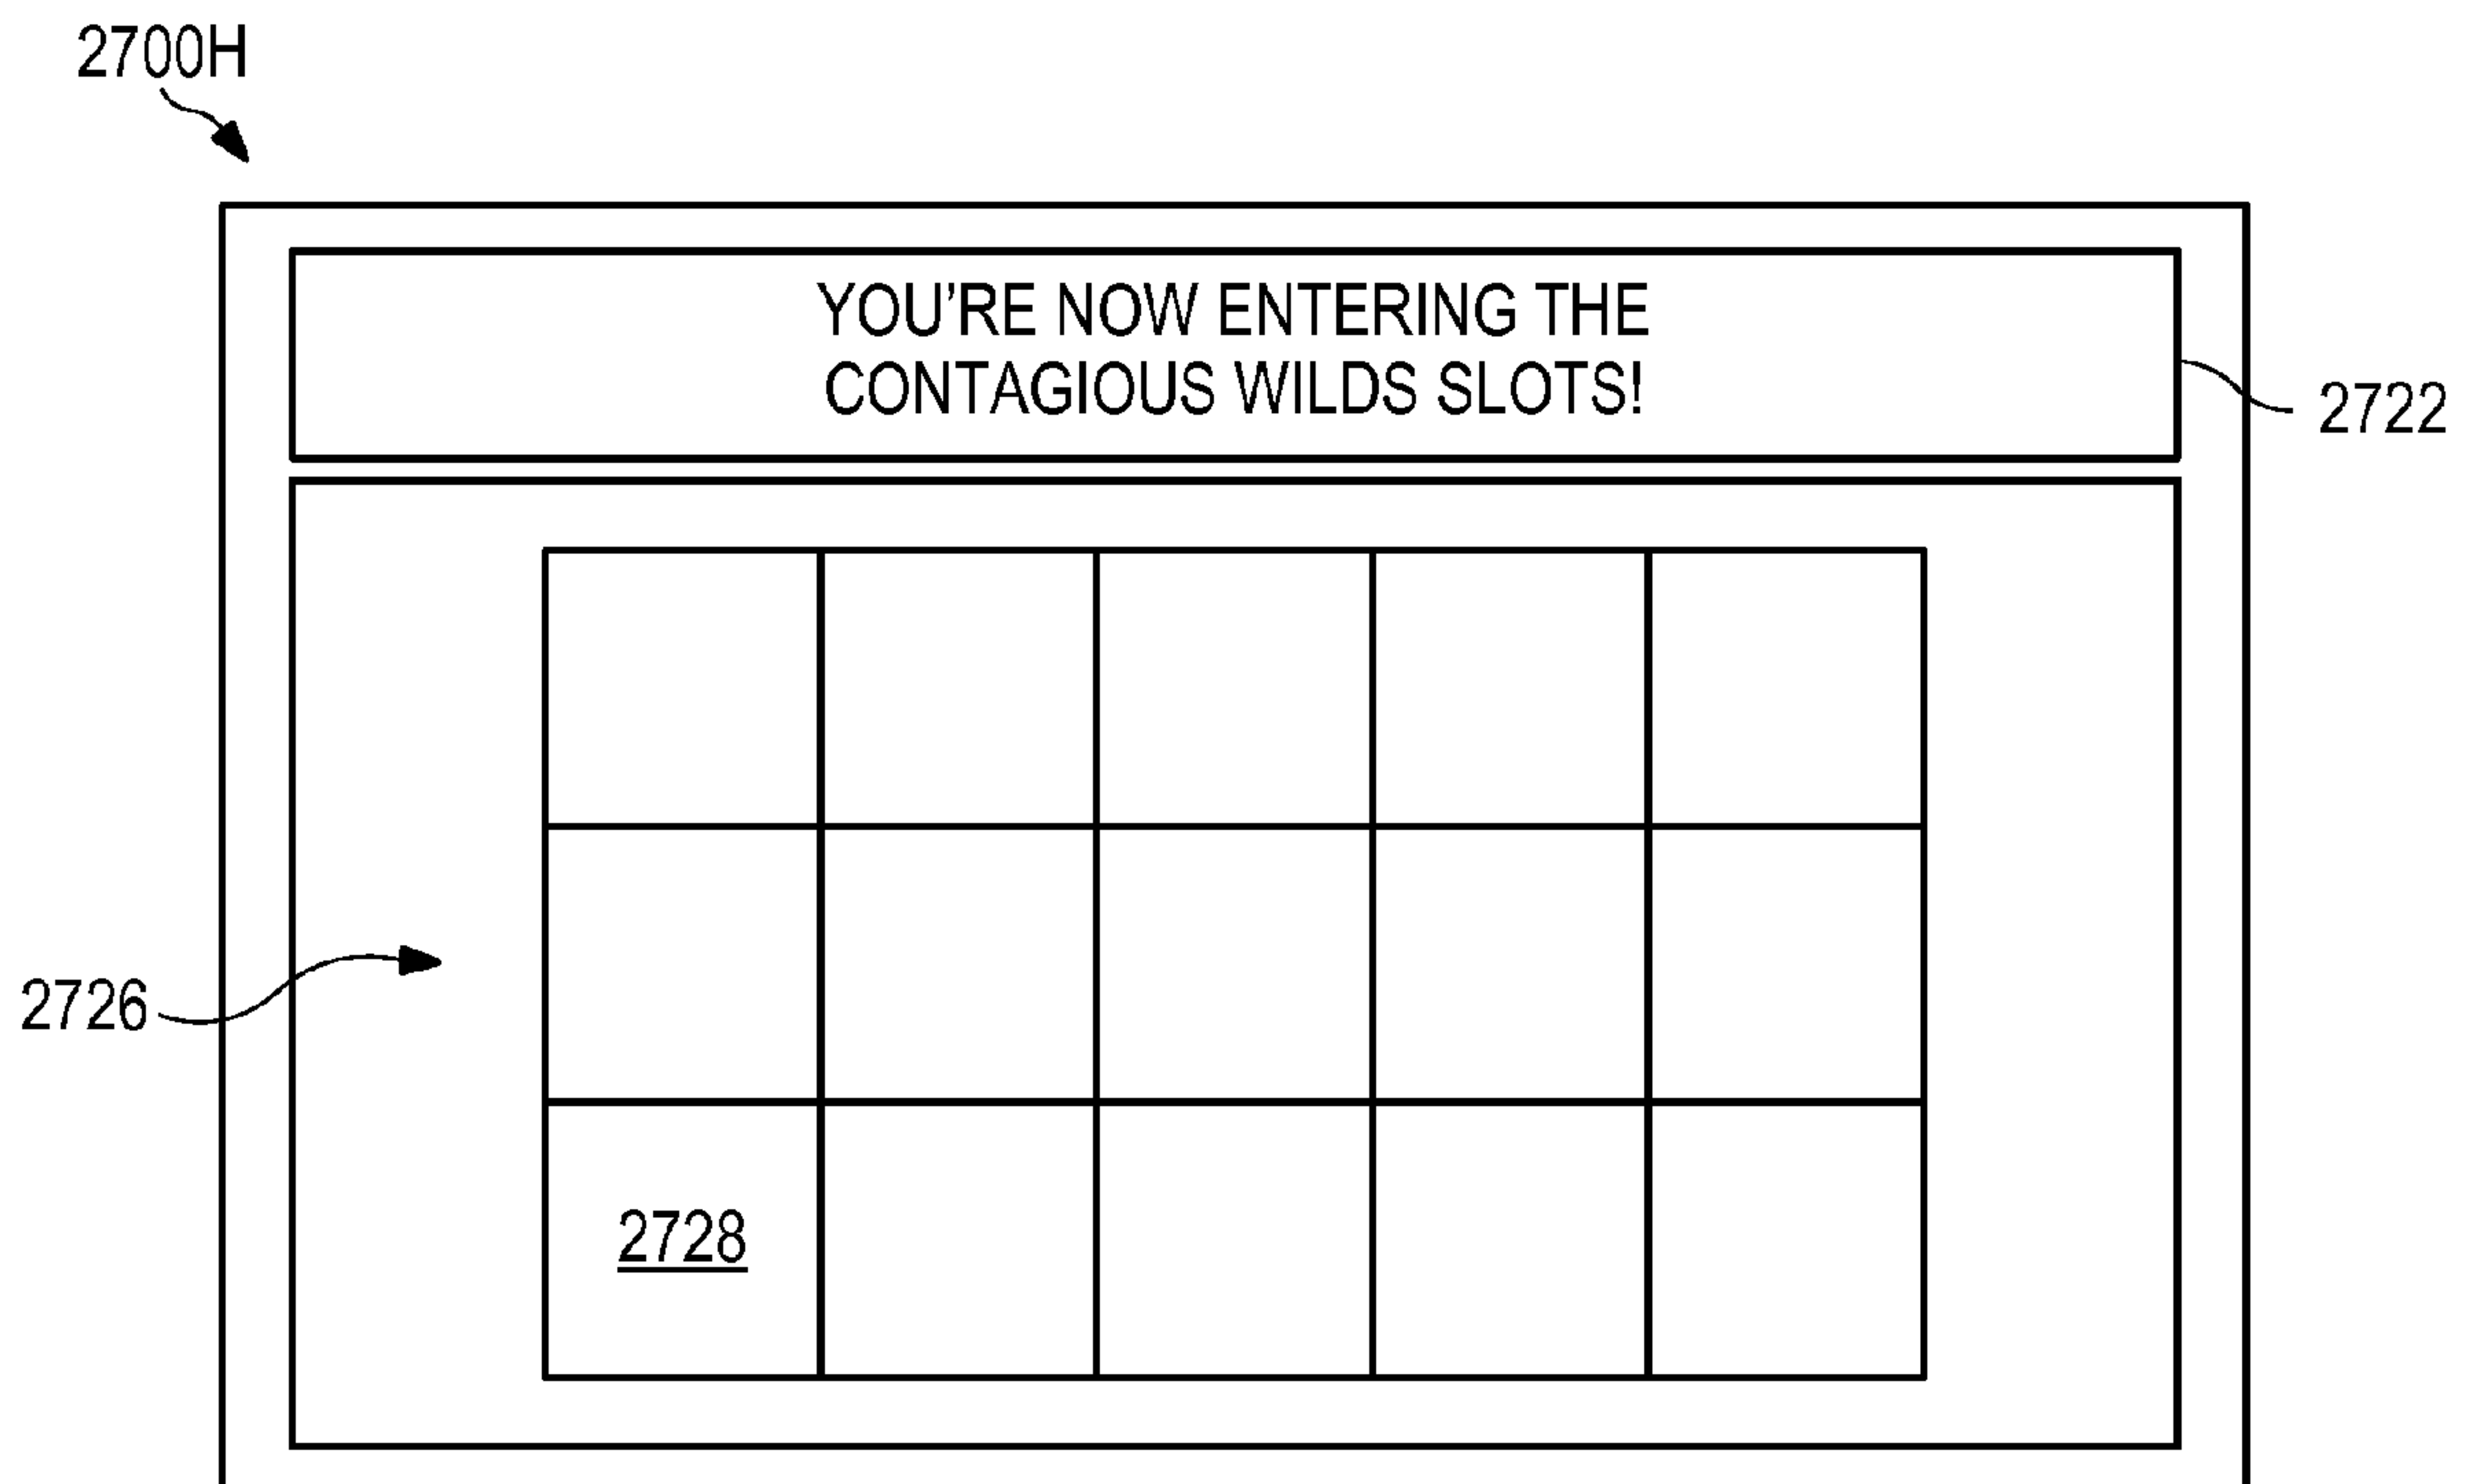 2700H
YOU'RE NOW ENTERING THE
CONTAGIOUS WILDS SLOTS!
2722
2726
2728